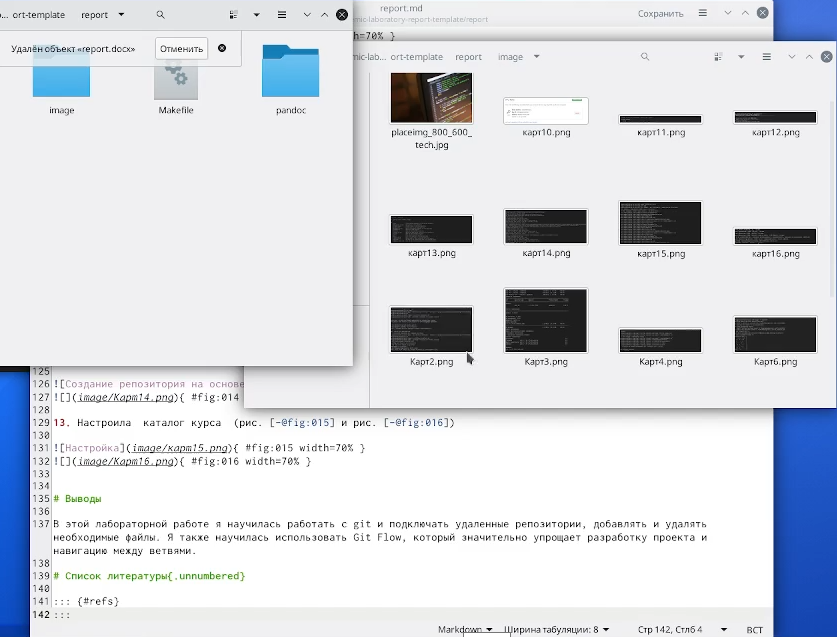 ... ort-template report
Удалён объект «report.docx» Отменить
image
Makefile
pandoc
report.md
mic-laboratory-report-template/report
Сохранить
th=70% }
mic-lab... ort-template report image
placeimg_800_600_
tech.jpg
карт10.png
карт11.png
карт12.png
карт13.png
карт14.png
карт15.png
карт16.png
Карт2.png
Карт3.png
Карт4.png
Карт6.png
125
126 ![Создание репозитория на основе
127 ![](image/Карт14.png){ #fig:014
128
129 13. Настроила каталог курса (рис. [-@fig:015] и рис. [-@fig:016])
130
131 ![Настройка](image/карт15.png){ #fig:015 width=70% }
132 ![](image/Карт16.png){ #fig:016 width=70% }
133
134
135 # Выводы
136
137 В этой лабораторной работе я научилась работать с git и подключать удаленные репозитории, добавлять и удалять
необходимые файлы. Я также научилась использовать Git Flow, который значительно упрощает разработку проекта и
навигацию между ветвями.
138
139 # Список литературы{.unnumbered}
140
141 ::: {#refs}
142 :::
Markdown Ширина табуляции: 8 Стр 142, Стлб 4 ВСТ